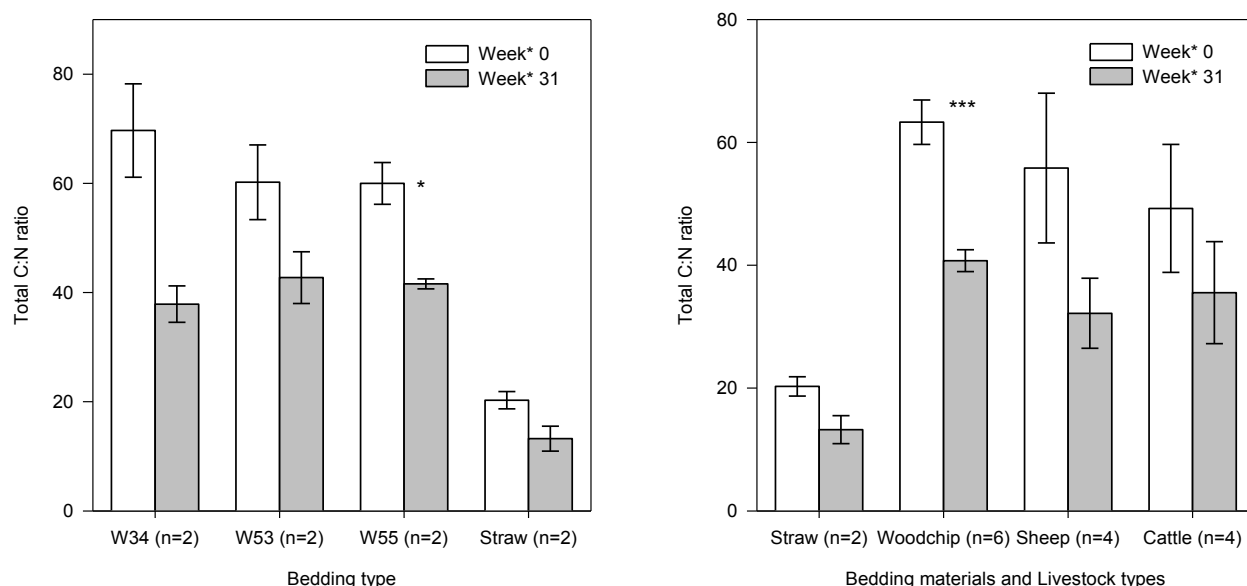 Total C:N ratio
80
60
40
20
0
Week* 0
Week* 31
*
W34 (n=2) W53 (n=2) W55 (n=2) Straw (n=2)
Bedding type
Total C:N ratio
80
60
40
20
0
Week* 0
Week* 31
***
Straw (n=2) Woodchip (n=6) Sheep (n=4) Cattle (n=4)
Bedding materials and Livestock types